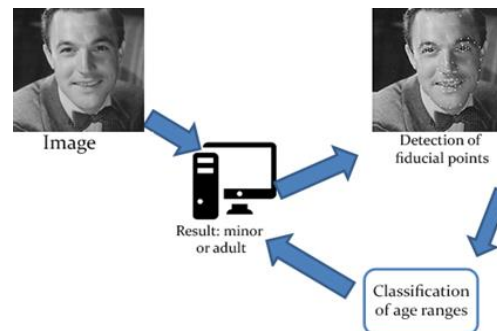 Image
Detection of
fiducial points
Result: minor
or adult
Classification
of age ranges